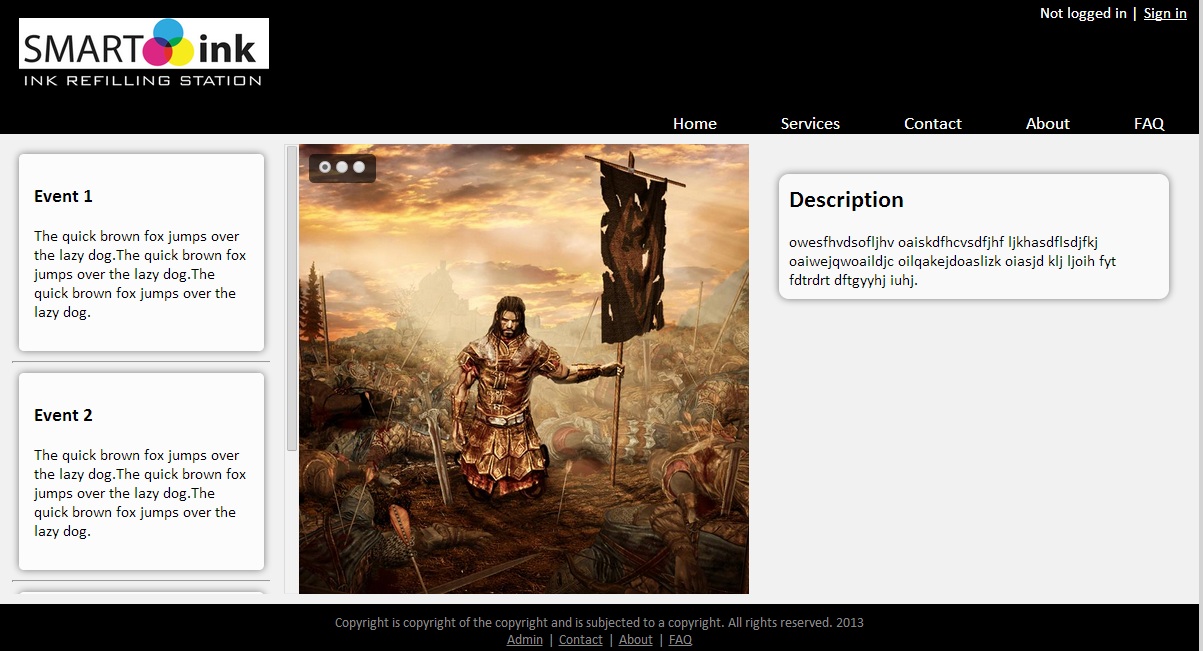 Not logged in | Sign in
SMART ink
INK REFILLING STATION
Home Services Contact About FAQ
Event 1
The quick brown fox jumps over
the lazy dog.The quick brown fox
jumps over the lazy dog.The
quick brown fox jumps over the
lazy dog.
Event 2
The quick brown fox jumps over
the lazy dog.The quick brown fox
jumps over the lazy dog.The
quick brown fox jumps over the
lazy dog.
Description
owesfhvdsofljhv oaiskdfhcvsdfjhf ljkhasdflsdjfkj
oaiwejqwoaildjc oilqakejdoaslizk oiasjd klj ljoih fyt
fdtrdrt dftgyyhj iuhj.
Copyright is copyright of the copyright and is subjected to a copyright. All rights reserved. 2013
Admin | Contact | About | FAQ